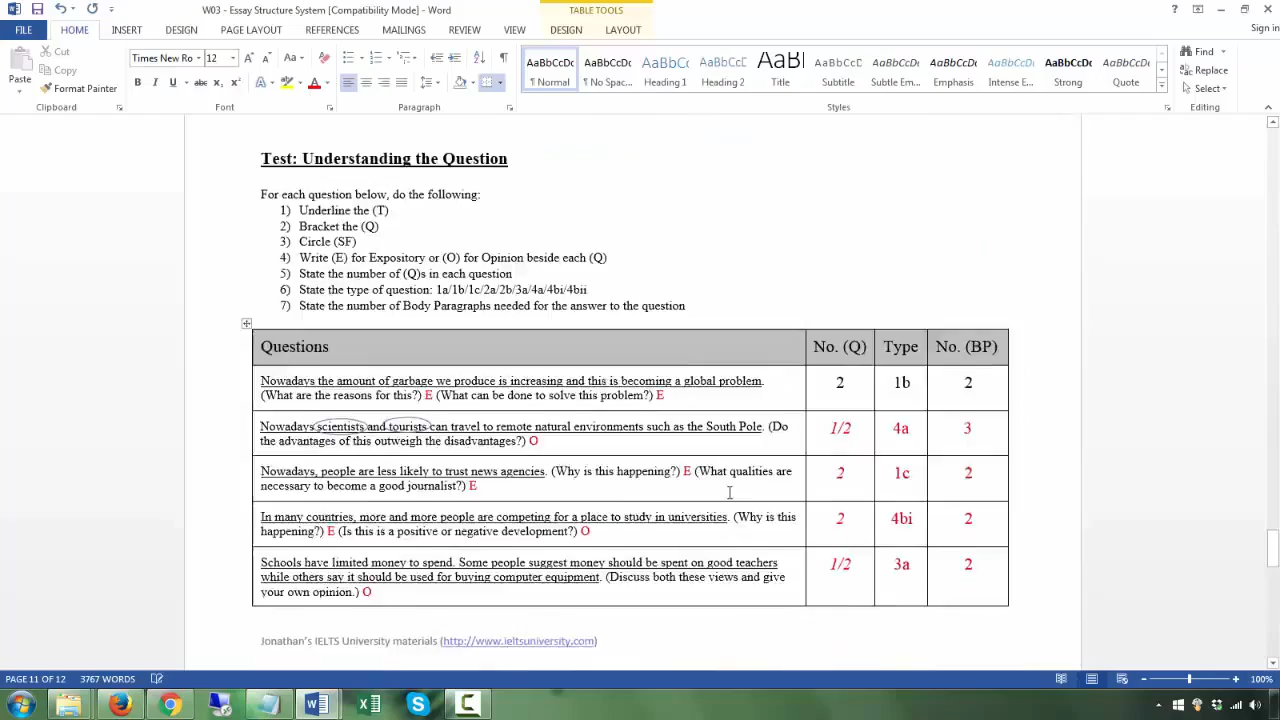 W03 - Essay Structure System [Compatibility Mode] - Word
TABLE TOOLS
?
FILE HOME INSERT DESIGN PAGE LAYOUT REFERENCES MAILINGS REVIEW VIEW DESIGN LAYOUT Sign in
Paste
Cut
Copy
Format Painter
Clipboard
Times New Ro 12
B I U abc
Font
Paragraph
AaBbCcDc AaBbCcDc AaBbCc AaBbCcD AaBl AaBbCcDc AaBbCcDc AaBbCcDc AaBbCcDc AaBbCcDc AaBbCcDc
¶ Normal ¶ No Spac... Heading 1 Heading 2 Title Subtitle Subtle Em... Emphasis Intense E... Strong Quote
Styles
Find
Replace
Select
Editing
Test: Understanding the Question
For each question below, do the following:
1) Underline the (T)
2) Bracket the (Q)
3) Circle (SF)
4) Write (E) for Expository or (O) for Opinion beside each (Q)
5) State the number of (Q)s in each question
6) State the type of question: 1a/1b/1c/2a/2b/3a/4a/4bi/4bii
7) State the number of Body Paragraphs needed for the answer to the question
Questions No. (Q) Type No. (BP)
Nowadays the amount of garbage we produce is increasing and this is becoming a global problem.
(What are the reasons for this?) E (What can be done to solve this problem?) E
2 1b 2
Nowadays scientists and tourists can travel to remote natural environments such as the South Pole. (Do
the advantages of this outweigh the disadvantages?) O
1/2 4a 3
Nowadays, people are less likely to trust news agencies. (Why is this happening?) E (What qualities are
necessary to become a good journalist?) E
2 1c 2
In many countries, more and more people are competing for a place to study in universities. (Why is this
happening?) E (Is this is a positive or negative development?) O
2 4bi 2
Schools have limited money to spend. Some people suggest money should be spent on good teachers
while others say it should be used for buying computer equipment. (Discuss both these views and give
your own opinion.) O
1/2 3a 2
Jonathan's IELTS University materials (http://www.ieltsuniversity.com)
PAGE 11 OF 12 3767 WORDS 100%